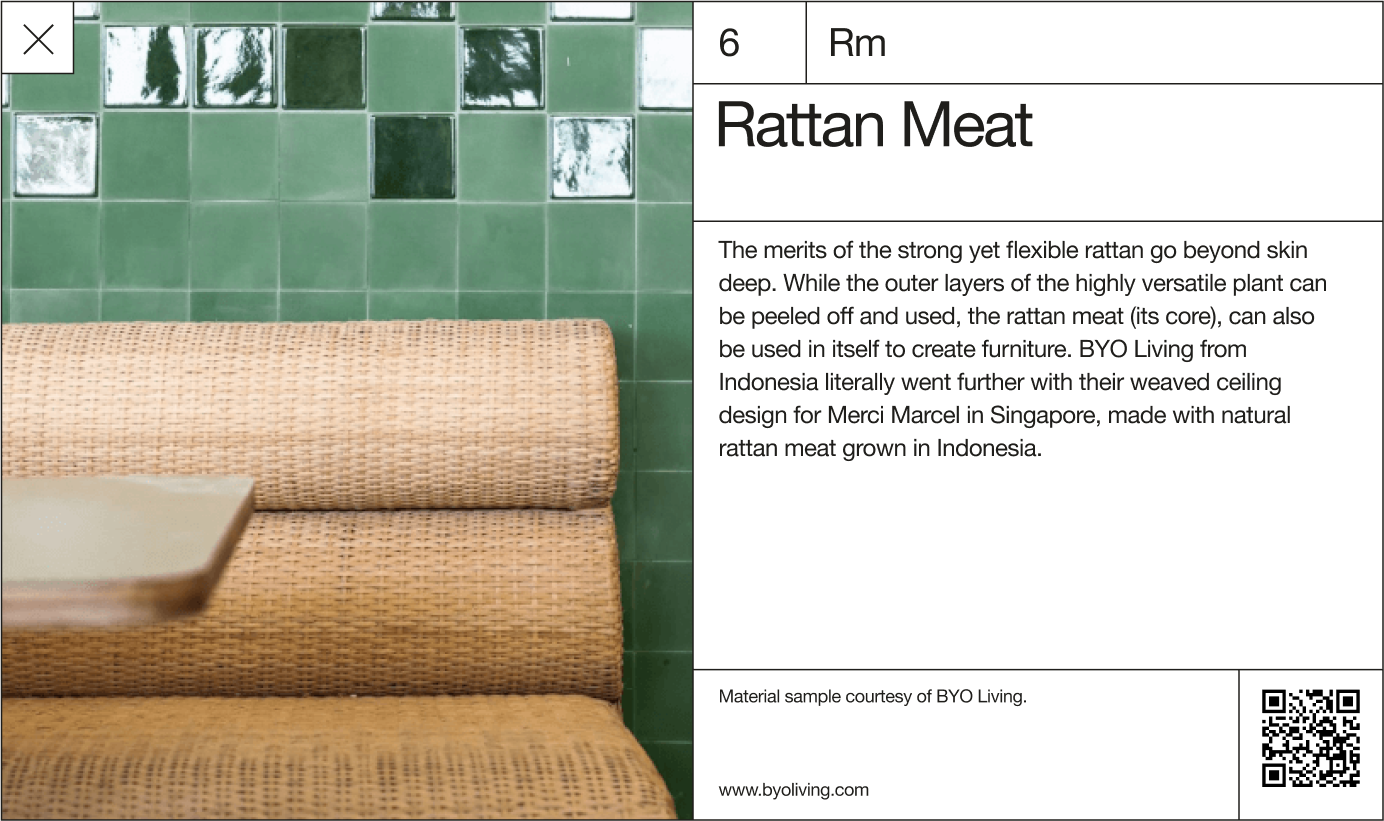 6
Rm
Rattan Meat
The merits of the strong yet flexible rattan go beyond skin
deep. While the outer layers of the highly versatile plant can
be peeled off and used, the rattan meat (its core), can also
be used in itself to create furniture. BYO Living from
Indonesia literally went further with their weaved ceiling
design for Merci Marcel in Singapore, made with natural
rattan meat grown in Indonesia.
Material sample courtesy of BYO Living.
www.byoliving.com